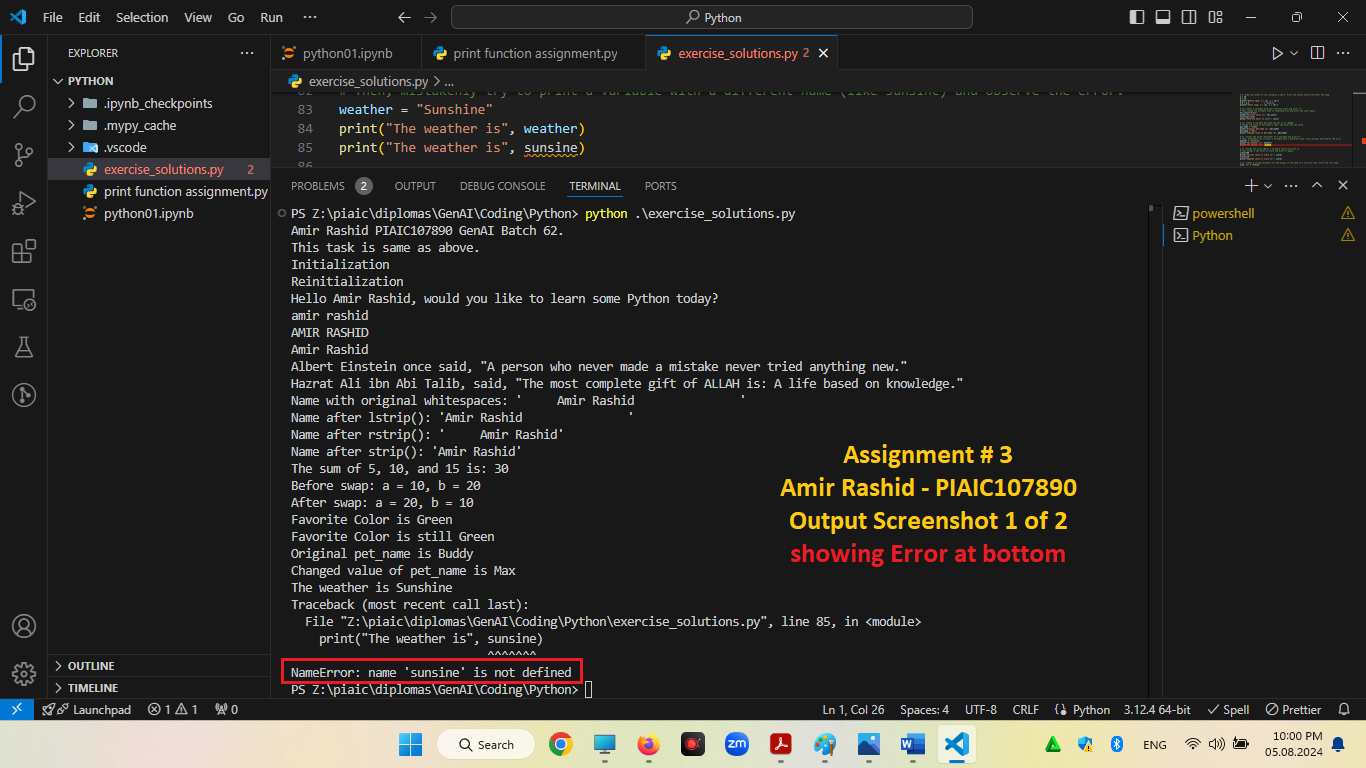 File Edit Selection View Go Run ... Python
EXPLORER ...
PYTHON
.ipynb_checkpoints
.mypy_cache
.vscode
exercise_solutions.py 2
print function assignment.py
python01.ipynb
OUTLINE
TIMELINE
python01.ipynb print function assignment.py exercise_solutions.py 2
exercise_solutions.py > ...
82 # Then, mistakenly try to print a variable with a different name (like sunsine) and observe the error.
83 weather = "Sunshine"
84 print("The weather is", weather)
85 print("The weather is", sunsine)
86
PROBLEMS 2 OUTPUT DEBUG CONSOLE TERMINAL PORTS
powershell
Python
PS Z:\piaic\diplomas\GenAI\Coding\Python> python .\exercise_solutions.py
Amir Rashid PIAIC107890 GenAI Batch 62.
This task is same as above.
Initialization
Reinitialization
Hello Amir Rashid, would you like to learn some Python today?
amir rashid
AMIR RASHID
Amir Rashid
Albert Einstein once said, "A person who never made a mistake never tried anything new."
Hazrat Ali ibn Abi Talib, said, "The most complete gift of ALLAH is: A life based on knowledge."
Name with original whitespaces: '     Amir Rashid               '
Name after lstrip(): 'Amir Rashid               '
Name after rstrip(): '     Amir Rashid'
Name after strip(): 'Amir Rashid'
The sum of 5, 10, and 15 is: 30
Before swap: a = 10, b = 20
After swap: a = 20, b = 10
Favorite Color is Green
Favorite Color is still Green
Original pet_name is Buddy
Changed value of pet_name is Max
The weather is Sunshine
Traceback (most recent call last):
  File "Z:\piaic\diplomas\GenAI\Coding\Python\exercise_solutions.py", line 85, in <module>
    print("The weather is", sunsine)
                            ^^^^^^^
NameError: name 'sunsine' is not defined
PS Z:\piaic\diplomas\GenAI\Coding\Python>
Assignment # 3
Amir Rashid - PIAIC107890
Output Screenshot 1 of 2
showing Error at bottom
Launchpad 1 1 0 Ln 1, Col 26 Spaces: 4 UTF-8 CRLF Python 3.12.4 64-bit Spell Prettier
Search zm W ENG 10:00 PM
05.08.2024